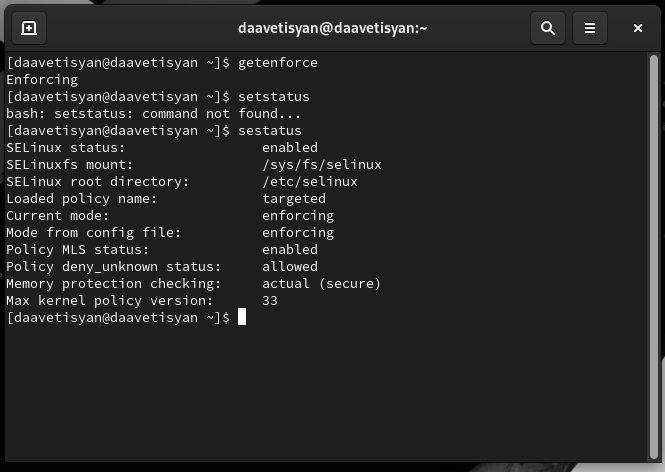 daavetisyan@daavetisyan:~
[daavetisyan@daavetisyan ~]$ getenforce
Enforcing
[daavetisyan@daavetisyan ~]$ setstatus
bash: setstatus: command not found...
[daavetisyan@daavetisyan ~]$ sestatus
SELinux status:                 enabled
SELinuxfs mount:                /sys/fs/selinux
SELinux root directory:         /etc/selinux
Loaded policy name:             targeted
Current mode:                   enforcing
Mode from config file:          enforcing
Policy MLS status:              enabled
Policy deny_unknown status:     allowed
Memory protection checking:     actual (secure)
Max kernel policy version:      33
[daavetisyan@daavetisyan ~]$